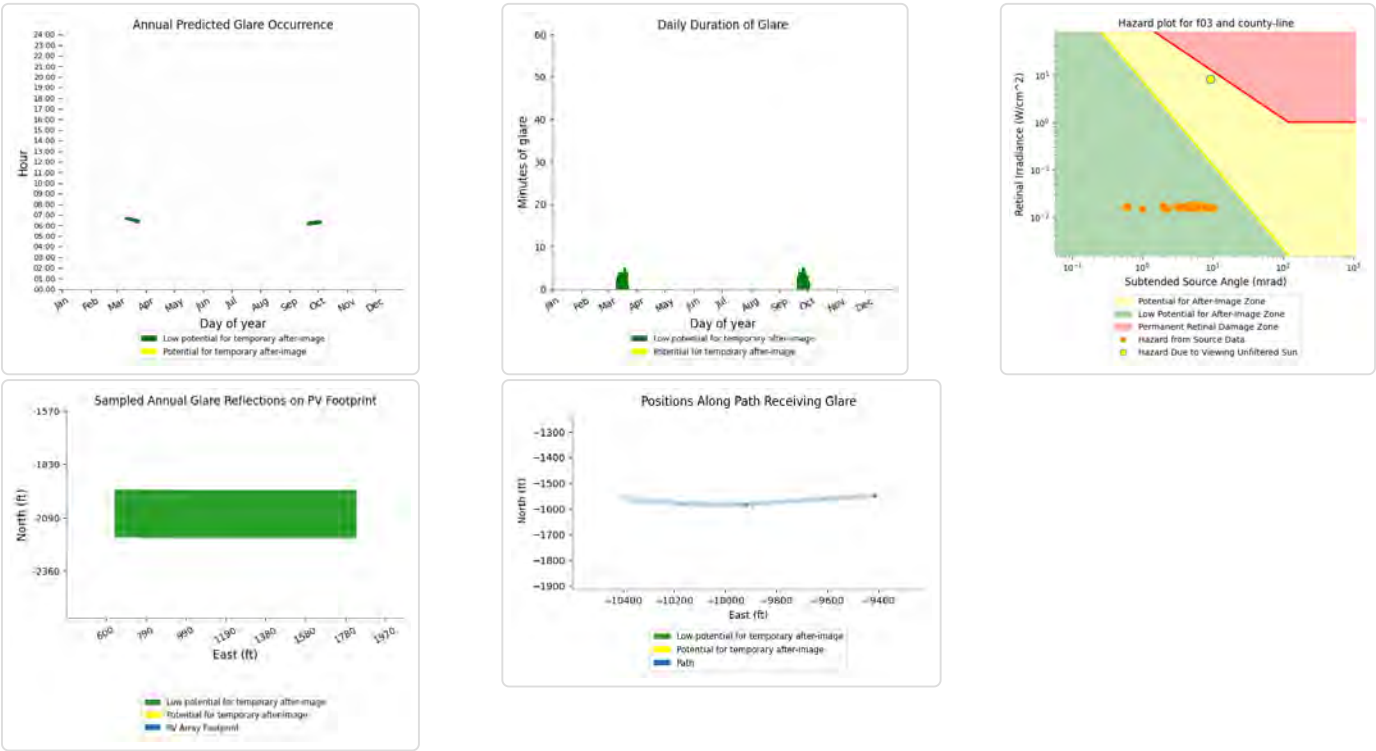 Annual Predicted Glare Occurrence
24:00
23:00
22:00
21:00
20:00
19:00
18:00
17:00
16:00
15:00
14:00
13:00
12:00
11:00
10:00
09:00
08:00
07:00
06:00
05:00
04:00
03:00
02:00
01:00
00:00
Hour
Jan Feb Mar Apr May Jun Jul Aug Sep Oct Nov Dec
Day of year
Low potential for temporary after-image
Potential for temporary after-image
Daily Duration of Glare
60
50
40
20
10
0
Minutes of glare
Jan Feb Mar Apr May Jun Jul Aug Sep Oct Nov Dec
Day of year
Low potential for temporary after-image
Potential for temporary after-image
Hazard plot for f03 and county-line
10¹
10⁰
10⁻¹
10⁻²
Retinal Irradiance (W/cm^2)
10⁻¹ 10⁰ 10¹ 10² 10³
Subtended Source Angle (mrad)
Potential for After-Image Zone
Low Potential for After-Image Zone
Permanent Retinal Damage Zone
Hazard from Source Data
Hazard Due to Viewing Unfiltered Sun
Sampled Annual Glare Reflections on PV Footprint
-1570
-1830
-2090
-2360
North (ft)
600 790 990 1190 1380 1580 1780 1970
East (ft)
Low potential for temporary after-image
Potential for temporary after-image
PV Array Footprint
Positions Along Path Receiving Glare
−1300
−1400
−1500
−1600
−1700
−1800
−1900
North (ft)
−10400 −10200 −10000 −9800 −9600 −9400
East (ft)
Low potential for temporary after-image
Potential for temporary after-image
Path